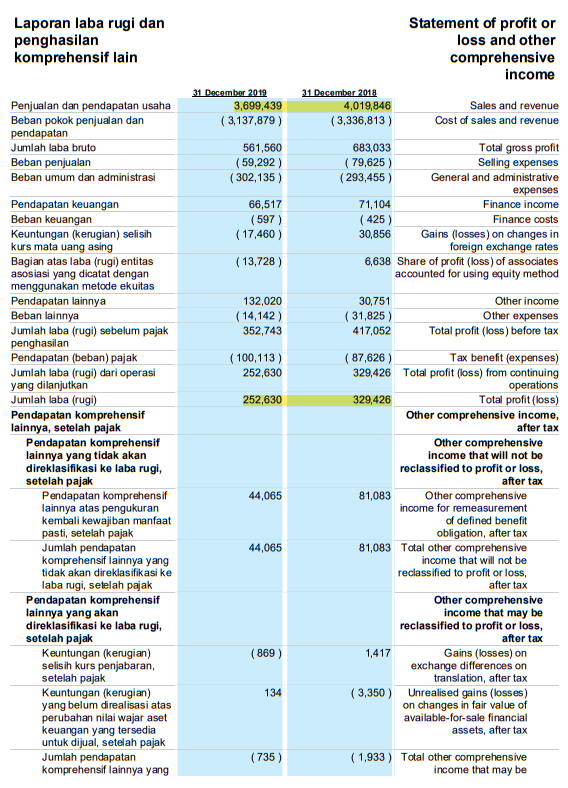 Laporan laba rugi dan
penghasilan
komprehensif lain
Statement of profit or
loss and other
comprehensive
income
31 December 2019 31 December 2018
Penjualan dan pendapatan usaha 3,699,439 4,019,846 Sales and revenue
Beban pokok penjualan dan ( 3,137,879 ) ( 3,336,813 ) Cost of sales and revenue
pendapatan
Jumlah laba bruto 561,560 683,033 Total gross profit
Beban penjualan ( 59,292 ) ( 79,625 ) Selling expenses
Beban umum dan administrasi ( 302,135 ) ( 293,455 ) General and administrative
expenses
Pendapatan keuangan 66,517 71,104 Finance income
Beban keuangan ( 597 ) ( 425 ) Finance costs
Keuntungan (kerugian) selisih ( 17,460 ) 30,856 Gains (losses) on changes in
kurs mata uang asing foreign exchange rates
Bagian atas laba (rugi) entitas ( 13,728 ) 6,638 Share of profit (loss) of associates
asosiasi yang dicatat dengan accounted for using equity method
menggunakan metode ekuitas
Pendapatan lainnya 132,020 30,751 Other income
Beban lainnya ( 14,142 ) ( 31,825 ) Other expenses
Jumlah laba (rugi) sebelum pajak 352,743 417,052 Total profit (loss) before tax
penghasilan
Pendapatan (beban) pajak ( 100,113 ) ( 87,626 ) Tax benefit (expenses)
Jumlah laba (rugi) dari operasi 252,630 329,426 Total profit (loss) from continuing
yang dilanjutkan operations
Jumlah laba (rugi) 252,630 329,426 Total profit (loss)
Pendapatan komprehensif Other comprehensive income,
lainnya, setelah pajak after tax
Pendapatan komprehensif Other comprehensive
lainnya yang tidak akan income that will not be
direklasifikasi ke laba rugi, reclassified to profit or loss,
setelah pajak after tax
Pendapatan komprehensif 44,065 81,083 Other comprehensive
lainnya atas pengukuran income for remeasurement
kembali kewajiban manfaat of defined benefit
pasti, setelah pajak obligation, after tax
Jumlah pendapatan 44,065 81,083 Total other comprehensive
komprehensif lainnya yang income that will not be
tidak akan direklasifikasi ke reclassified to profit or loss,
laba rugi, setelah pajak after tax
Pendapatan komprehensif Other comprehensive
lainnya yang akan income that may be
direklasifikasi ke laba rugi, reclassified to profit or loss,
setelah pajak after tax
Keuntungan (kerugian) ( 869 ) 1,417 Gains (losses) on
selisih kurs penjabaran, exchange differences on
setelah pajak translation, after tax
Keuntungan (kerugian) 134 ( 3,350 ) Unrealised gains (losses)
yang belum direalisasi atas on changes in fair value of
perubahan nilai wajar aset available-for-sale financial
keuangan yang tersedia assets, after tax
untuk dijual, setelah pajak
Jumlah pendapatan ( 735 ) ( 1,933 ) Total other comprehensive
komprehensif lainnya yang income that may be